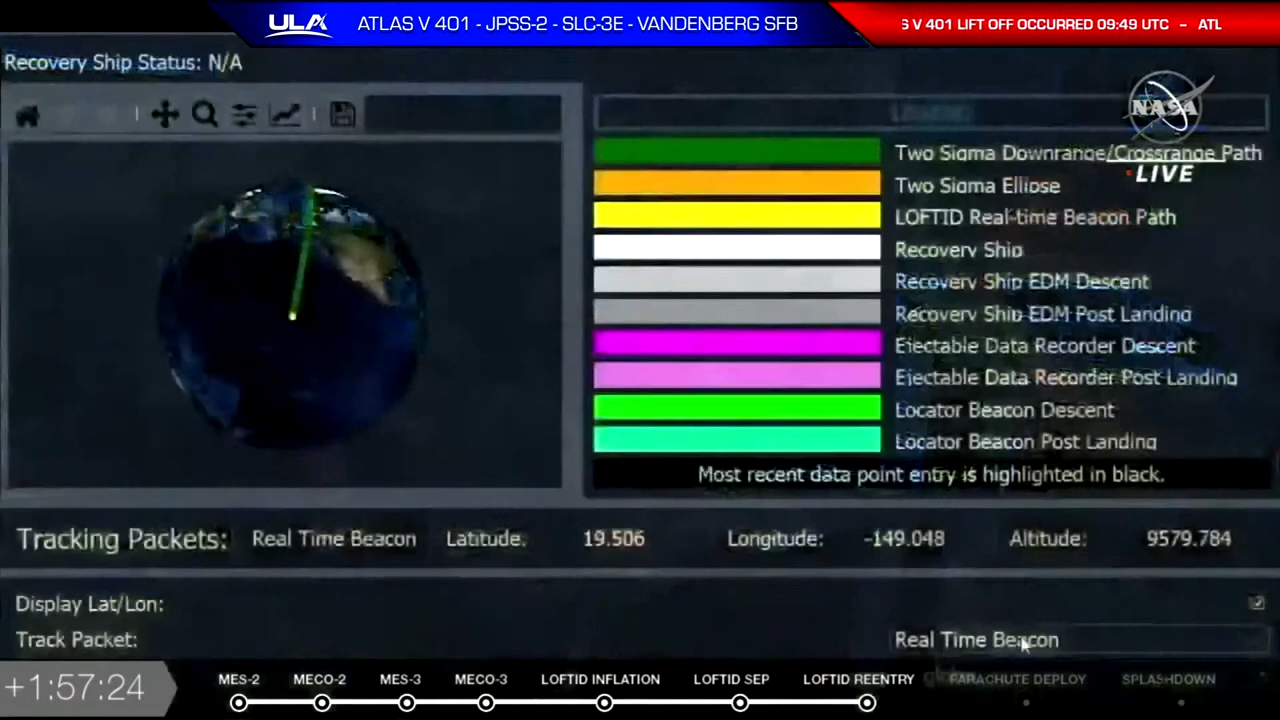 ULA ATLAS V 401 - JPSS-2 - SLC-3E - VANDENBERG SFB
S V 401 LIFT OFF OCCURRED 09:49 UTC - ATL
Recovery Ship Status: N/A
NASA
LIVE
Two Sigma Downrange/Crossrange Path
Two Sigma Ellipse
LOFTID Real-time Beacon Path
Recovery Ship
Recovery Ship EDM Descent
Recovery Ship EDM Post Landing
Ejectable Data Recorder Descent
Ejectable Data Recorder Post Landing
Locator Beacon Descent
Locator Beacon Post Landing
Most recent data point entry is highlighted in black.
Tracking Packets: Real Time Beacon Latitude: 19.506 Longitude: -149.048 Altitude: 9579.784
Display Lat/Lon:
Track Packet: Real Time Beacon
+1:57:24 MES-2 MECO-2 MES-3 MECO-3 LOFTID INFLATION LOFTID SEP LOFTID REENTRY PARACHUTE DEPLOY SPLASHDOWN